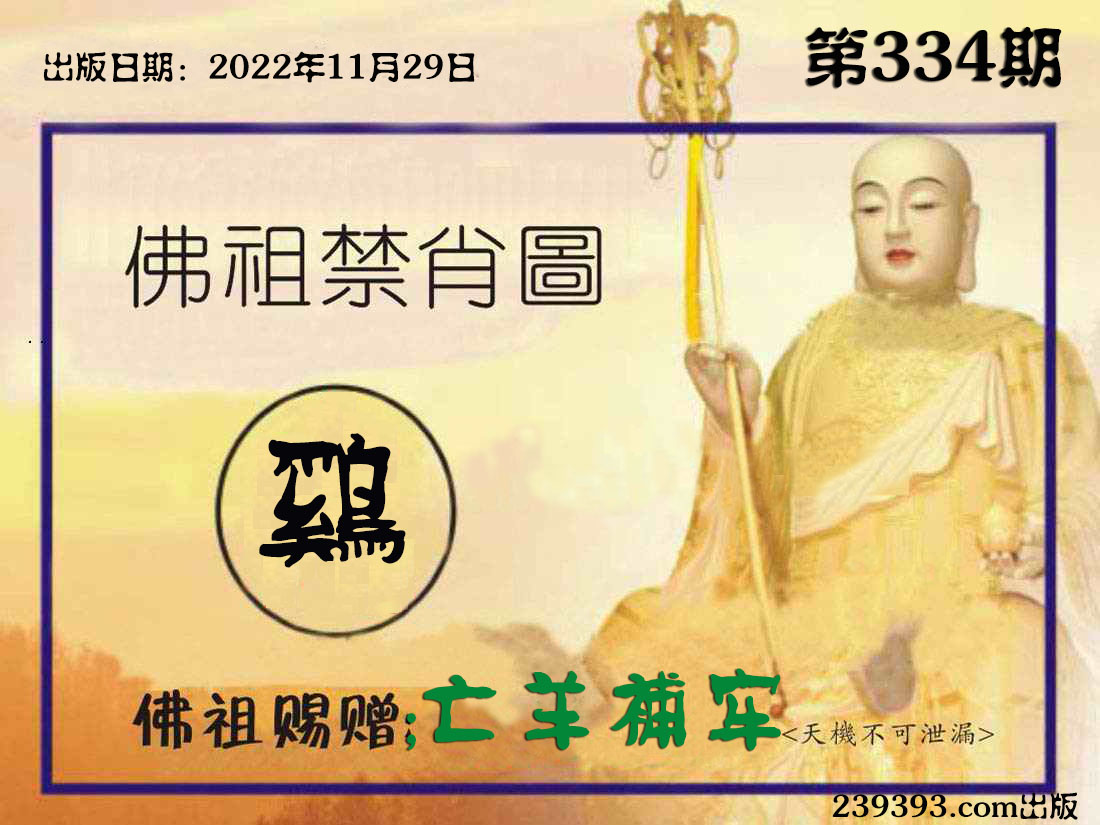 出版日期：2022年11月29日
第334期
佛祖禁肖圖
鷄
佛祖赐赠;亡羊補牢<天機不可泄漏>
239393.com出版